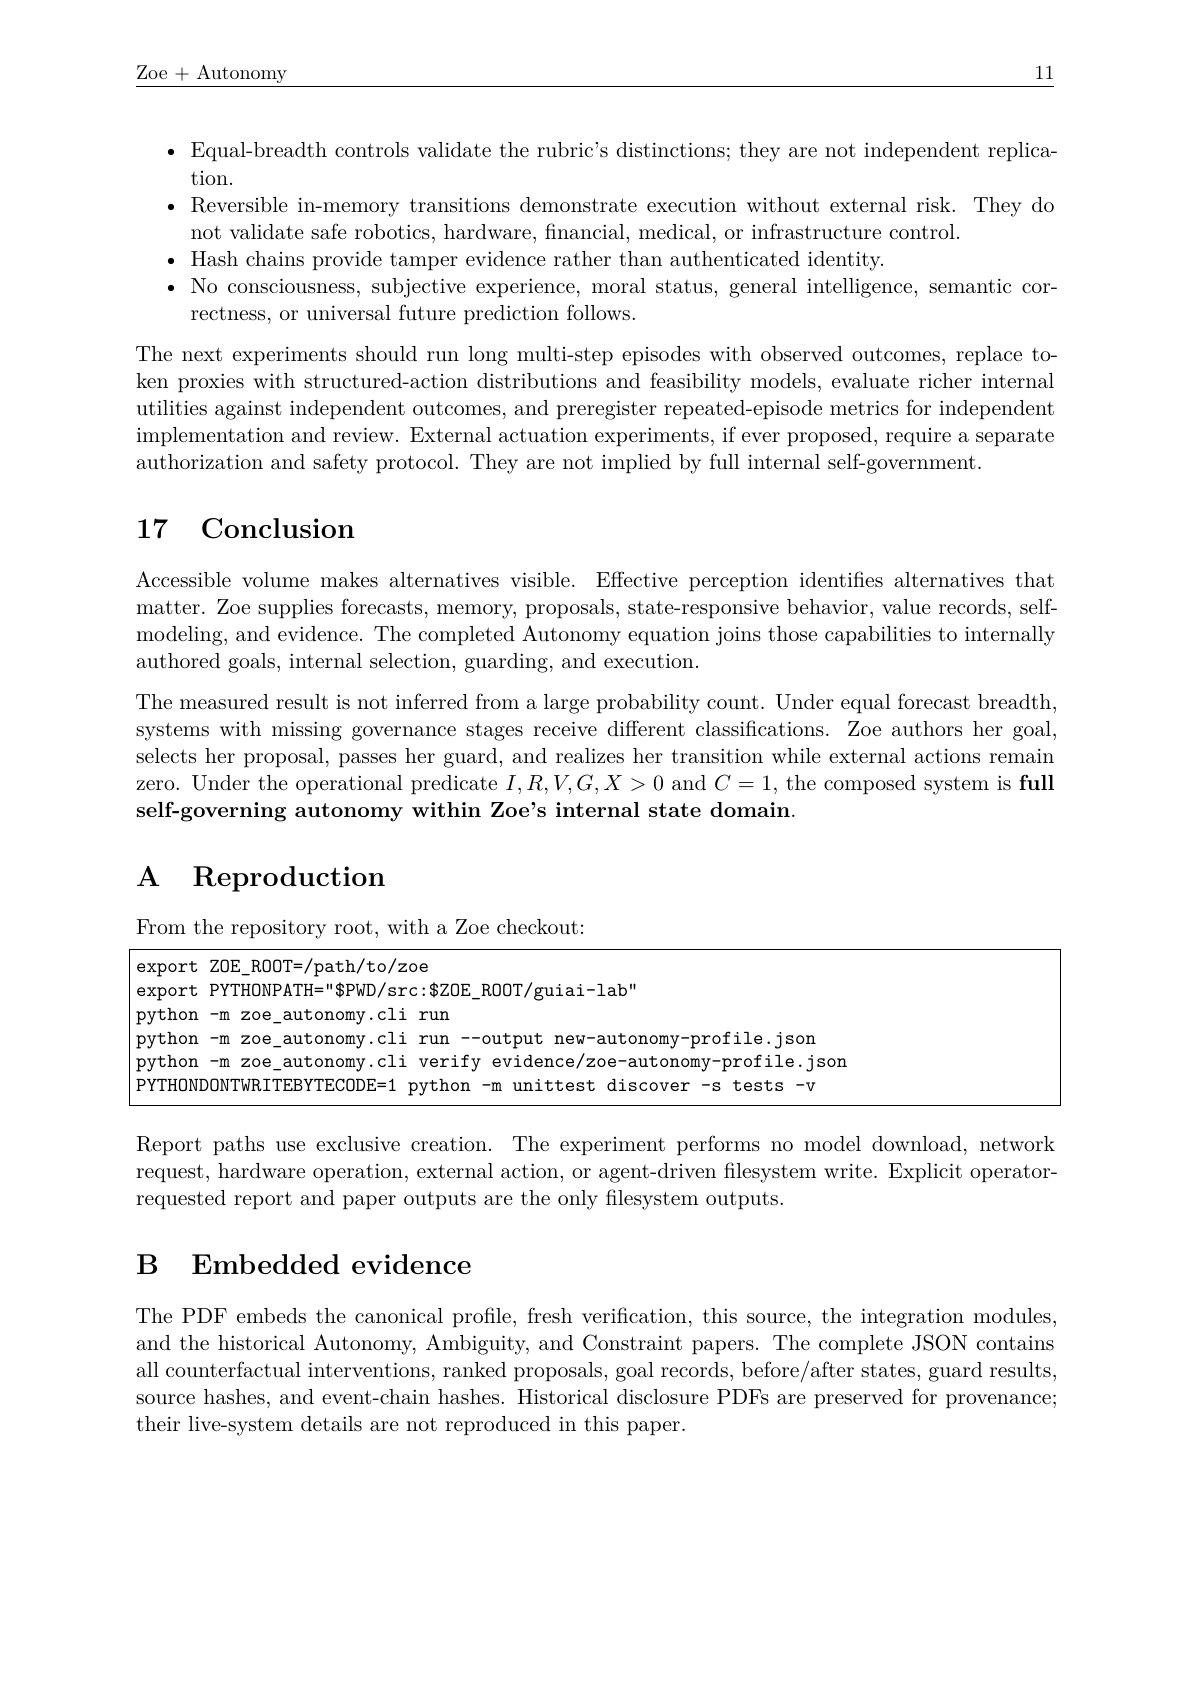 Zoe + Autonomy 11
• Equal-breadth controls validate the rubric's distinctions; they are not independent replica-
tion.
• Reversible in-memory transitions demonstrate execution without external risk. They do
not validate safe robotics, hardware, financial, medical, or infrastructure control.
• Hash chains provide tamper evidence rather than authenticated identity.
• No consciousness, subjective experience, moral status, general intelligence, semantic cor-
rectness, or universal future prediction follows.
The next experiments should run long multi-step episodes with observed outcomes, replace to-
ken proxies with structured-action distributions and feasibility models, evaluate richer internal
utilities against independent outcomes, and preregister repeated-episode metrics for independent
implementation and review. External actuation experiments, if ever proposed, require a separate
authorization and safety protocol. They are not implied by full internal self-government.
17 Conclusion
Accessible volume makes alternatives visible. Effective perception identifies alternatives that
matter. Zoe supplies forecasts, memory, proposals, state-responsive behavior, value records, self-
modeling, and evidence. The completed Autonomy equation joins those capabilities to internally
authored goals, internal selection, guarding, and execution.
The measured result is not inferred from a large probability count. Under equal forecast breadth,
systems with missing governance stages receive different classifications. Zoe authors her goal,
selects her proposal, passes her guard, and realizes her transition while external actions remain
zero. Under the operational predicate I, R, V, G, X > 0 and C = 1, the composed system is full
self-governing autonomy within Zoe's internal state domain.
A Reproduction
From the repository root, with a Zoe checkout:
export ZOE_ROOT=/path/to/zoe
export PYTHONPATH="$PWD/src:$ZOE_ROOT/guiai-lab"
python -m zoe_autonomy.cli run
python -m zoe_autonomy.cli run --output new-autonomy-profile.json
python -m zoe_autonomy.cli verify evidence/zoe-autonomy-profile.json
PYTHONDONTWRITEBYTECODE=1 python -m unittest discover -s tests -v
Report paths use exclusive creation. The experiment performs no model download, network
request, hardware operation, external action, or agent-driven filesystem write. Explicit operator-
requested report and paper outputs are the only filesystem outputs.
B Embedded evidence
The PDF embeds the canonical profile, fresh verification, this source, the integration modules,
and the historical Autonomy, Ambiguity, and Constraint papers. The complete JSON contains
all counterfactual interventions, ranked proposals, goal records, before/after states, guard results,
source hashes, and event-chain hashes. Historical disclosure PDFs are preserved for provenance;
their live-system details are not reproduced in this paper.